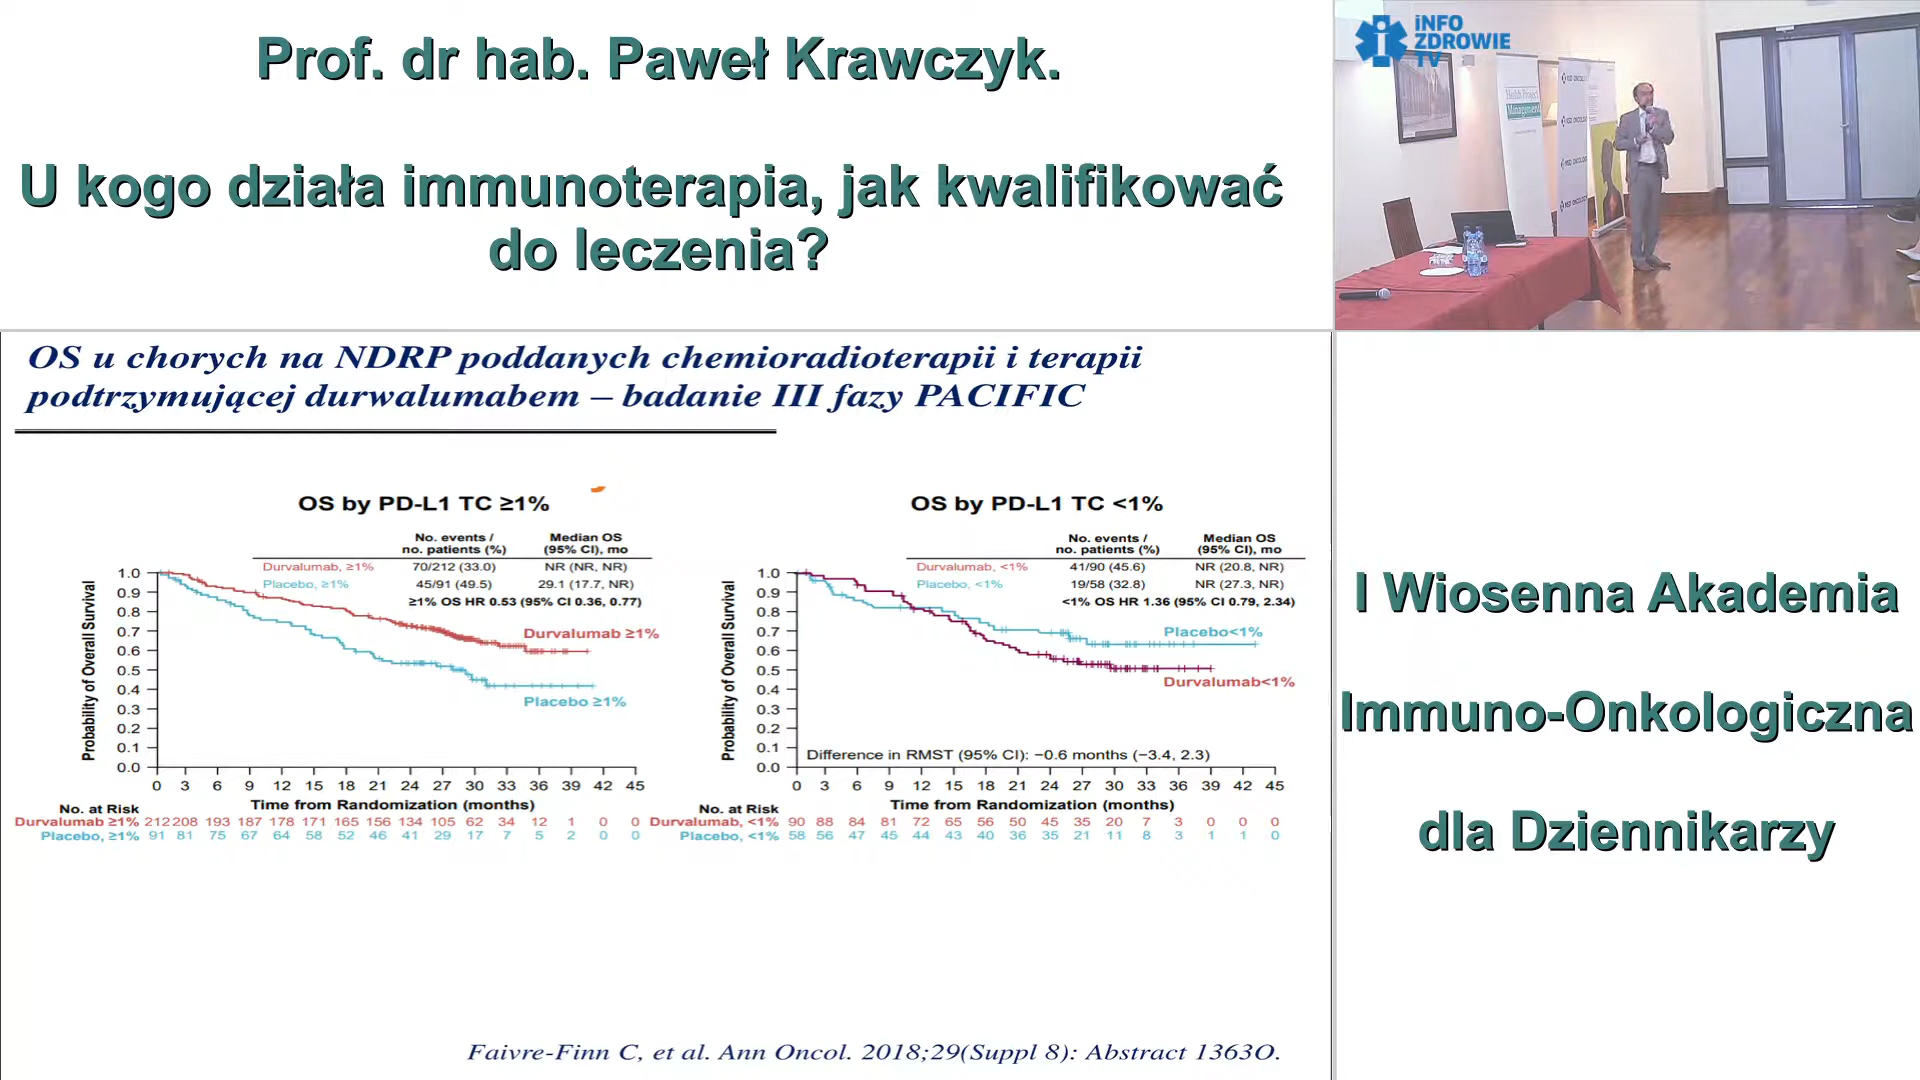 Prof. dr hab. Paweł Krawczyk.
U kogo działa immunoterapia, jak kwalifikować
do leczenia?
iNFO
ZDROWIE
TV
Health Project
Management
MSD ONCOLOGY
OS u chorych na NDRP poddanych chemioradioterapii i terapii
podtrzymującej durwalumabem – badanie III fazy PACIFIC
OS by PD-L1 TC ≥1%
No. events / Median OS
no. patients (%) (95% CI), mo
Durvalumab, ≥1% 70/212 (33.0) NR (NR, NR)
Placebo, ≥1% 45/91 (49.5) 29.1 (17.7, NR)
≥1% OS HR 0.53 (95% CI 0.36, 0.77)
Probability of Overall Survival
1.0
0.9
0.8
0.7
0.6
0.5
0.4
0.3
0.2
0.1
0.0
Durvalumab ≥1%
Placebo ≥1%
0 3 6 9 12 15 18 21 24 27 30 33 36 39 42 45
Time from Randomization (months)
No. at Risk
Durvalumab ≥1% 212 208 193 187 178 171 165 156 134 105 62 34 12 1 0 0
Placebo, ≥1% 91 81 75 67 64 58 52 46 41 29 17 7 5 2 0 0
OS by PD-L1 TC <1%
No. events / Median OS
no. patients (%) (95% CI), mo
Durvalumab, <1% 41/90 (45.6) NR (20.8, NR)
Placebo, <1% 19/58 (32.8) NR (27.3, NR)
<1% OS HR 1.36 (95% CI 0.79, 2.34)
Probability of Overall Survival
1.0
0.9
0.8
0.7
0.6
0.5
0.4
0.3
0.2
0.1
0.0
Placebo<1%
Durvalumab<1%
Difference in RMST (95% CI): −0.6 months (−3.4, 2.3)
0 3 6 9 12 15 18 21 24 27 30 33 36 39 42 45
Time from Randomization (months)
No. at Risk
Durvalumab, <1% 90 88 84 81 72 65 56 50 45 35 20 7 3 0 0 0
Placebo, <1% 58 56 47 45 44 43 40 36 35 21 11 8 3 1 1 0
Faivre-Finn C, et al. Ann Oncol. 2018;29(Suppl 8): Abstract 1363O.
I Wiosenna Akademia
Immuno-Onkologiczna
dla Dziennikarzy